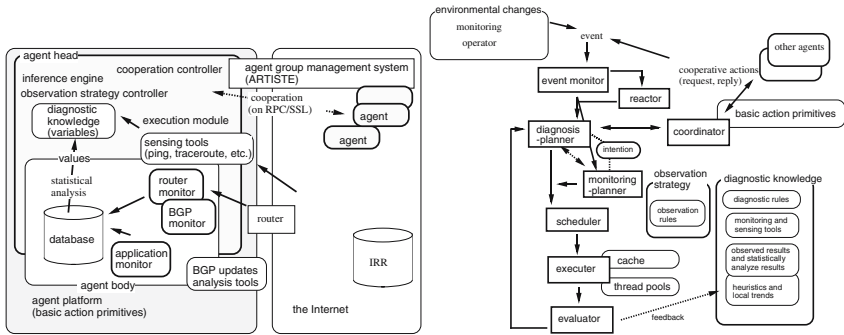 agent head
inference engine
cooperation controller
observation strategy controller
diagnostic
knowledge
(variables)
execution module
sensing tools
(ping, traceroute, etc.)
values
statistical
analysis
database
router
monitor
BGP
monitor
application
monitor
agent body
BGP updates
analysis tools
agent platform
(basic action primitives)
agent group management system
(ARTISTE)
cooperation
(on RPC/SSL)
agent
agent
router
IRR
the Internet
environmental changes
monitoring
operator
event
event monitor
reactor
other agents
cooperative actions
(request, reply)
basic action primitives
coordinator
diagnosis
-planner
intention
monitoring
-planner
observation
strategy
observation
rules
diagnostic knowledge
diagnostic rules
monitoring and
sensing tools
observed results
and statistically
analyze results
heuristics and
local trends
scheduler
executer
cache
thread pools
evaluator
feedback